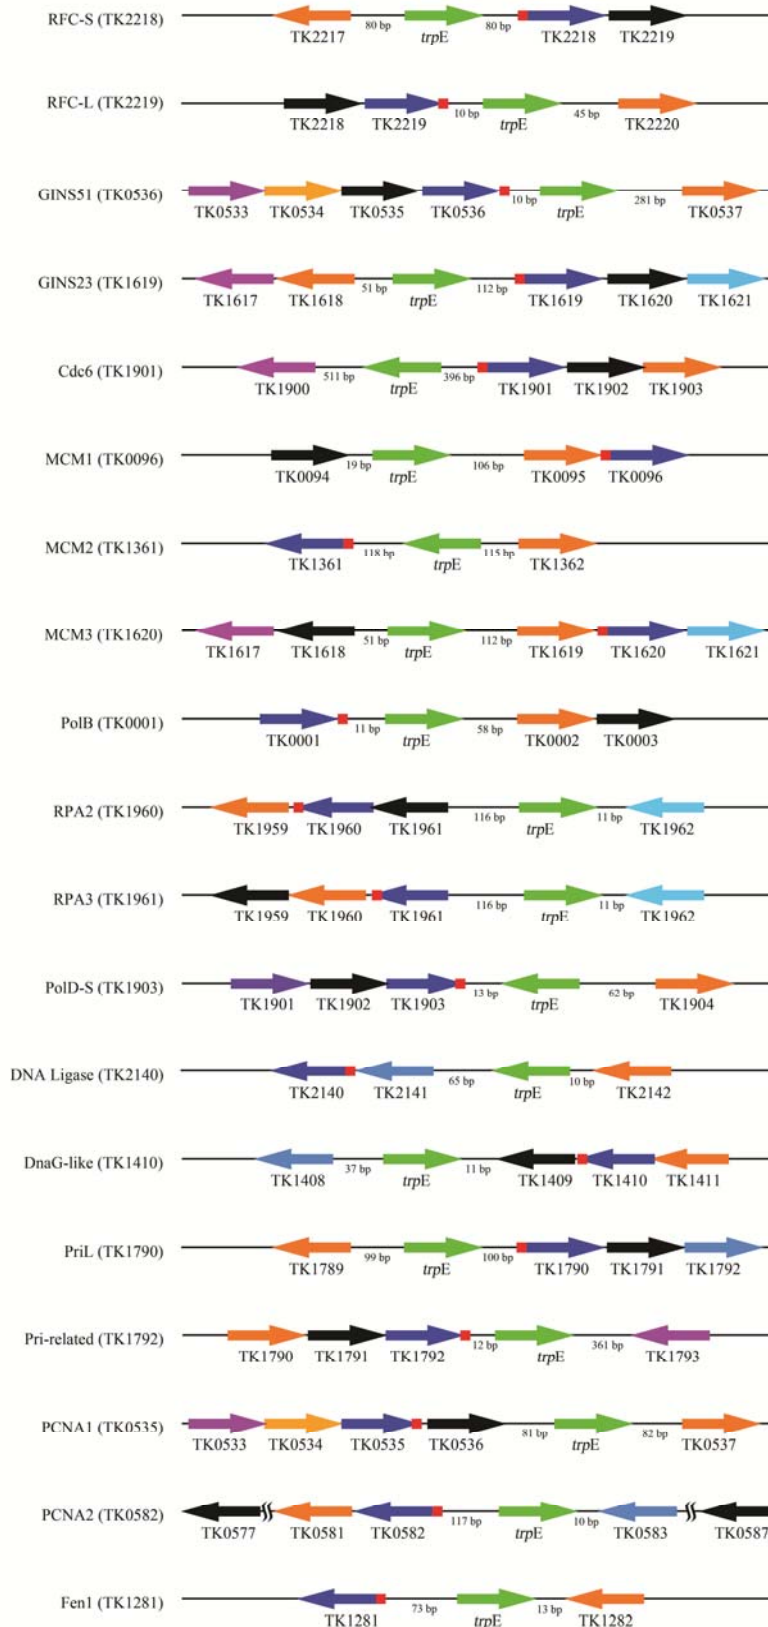 RFC-S (TK2218)
80 bp 80 bp
TK2217 trpE TK2218 TK2219
RFC-L (TK2219)
10 bp 45 bp
TK2218 TK2219 trpE TK2220
GINS51 (TK0536)
10 bp 281 bp
TK0533 TK0534 TK0535 TK0536 trpE TK0537
GINS23 (TK1619)
51 bp 112 bp
TK1617 TK1618 trpE TK1619 TK1620 TK1621
Cdc6 (TK1901)
511 bp 396 bp
TK1900 trpE TK1901 TK1902 TK1903
MCM1 (TK0096)
19 bp 106 bp
TK0094 trpE TK0095 TK0096
MCM2 (TK1361)
118 bp 115 bp
TK1361 trpE TK1362
MCM3 (TK1620)
51 bp 112 bp
TK1617 TK1618 trpE TK1619 TK1620 TK1621
PolB (TK0001)
11 bp 58 bp
TK0001 trpE TK0002 TK0003
RPA2 (TK1960)
116 bp 11 bp
TK1959 TK1960 TK1961 trpE TK1962
RPA3 (TK1961)
116 bp 11 bp
TK1959 TK1960 TK1961 trpE TK1962
PolD-S (TK1903)
13 bp 62 bp
TK1901 TK1902 TK1903 trpE TK1904
DNA Ligase (TK2140)
65 bp 10 bp
TK2140 TK2141 trpE TK2142
DnaG-like (TK1410)
37 bp 11 bp
TK1408 trpE TK1409 TK1410 TK1411
PriL (TK1790)
99 bp 100 bp
TK1789 trpE TK1790 TK1791 TK1792
Pri-related (TK1792)
12 bp 361 bp
TK1790 TK1791 TK1792 trpE TK1793
PCNA1 (TK0535)
81 bp 82 bp
TK0533 TK0534 TK0535 TK0536 trpE TK0537
PCNA2 (TK0582)
117 bp 10 bp
TK0577 TK0581 TK0582 trpE TK0583 TK0587
Fen1 (TK1281)
73 bp 13 bp
TK1281 trpE TK1282